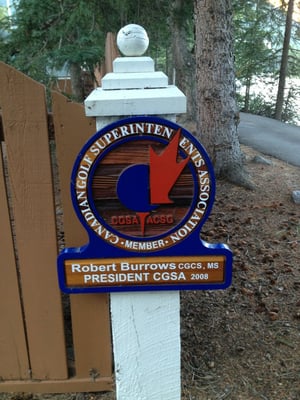 CANADIAN GOLF SUPERINTENDENTS ASSOCIATION
CGSA ACSG
- MEMBER -
Robert Burrows CGCS, MS
PRESIDENT CGSA 2008